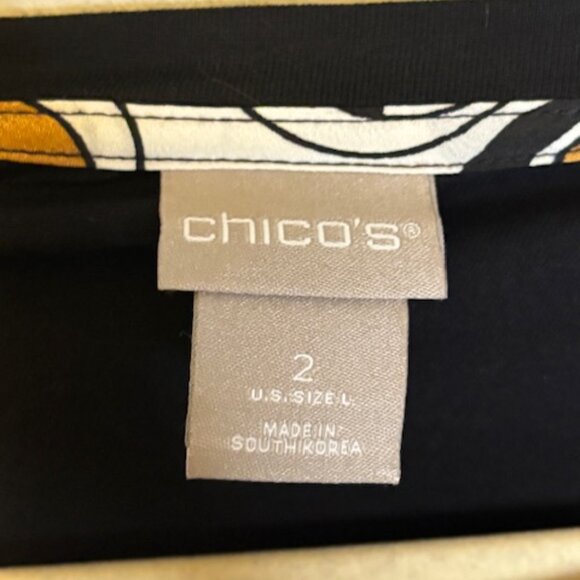 chico's®
2
U.S. SIZE L
MADE IN
SOUTH KOREA